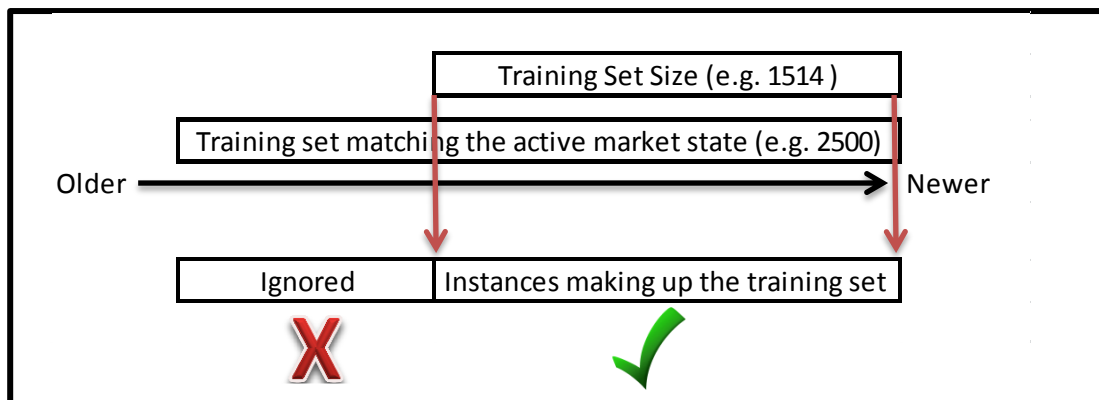 Training Set Size (e.g. 1514 )
Training set matching the active market state (e.g. 2500)
Older
Newer
Ignored
Instances making up the training set
X